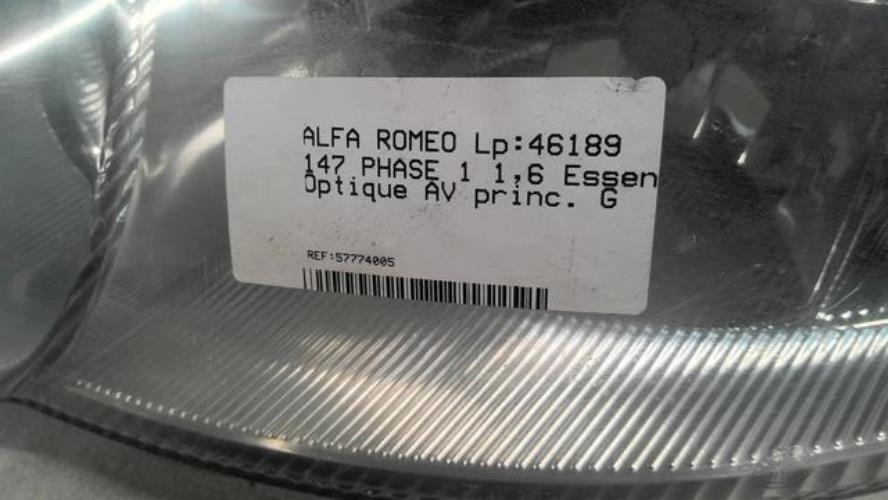 ALFA ROMEO Lp:46189
147 PHASE 1 1,6 Essen
Optique AV princ. G
REF:57774005